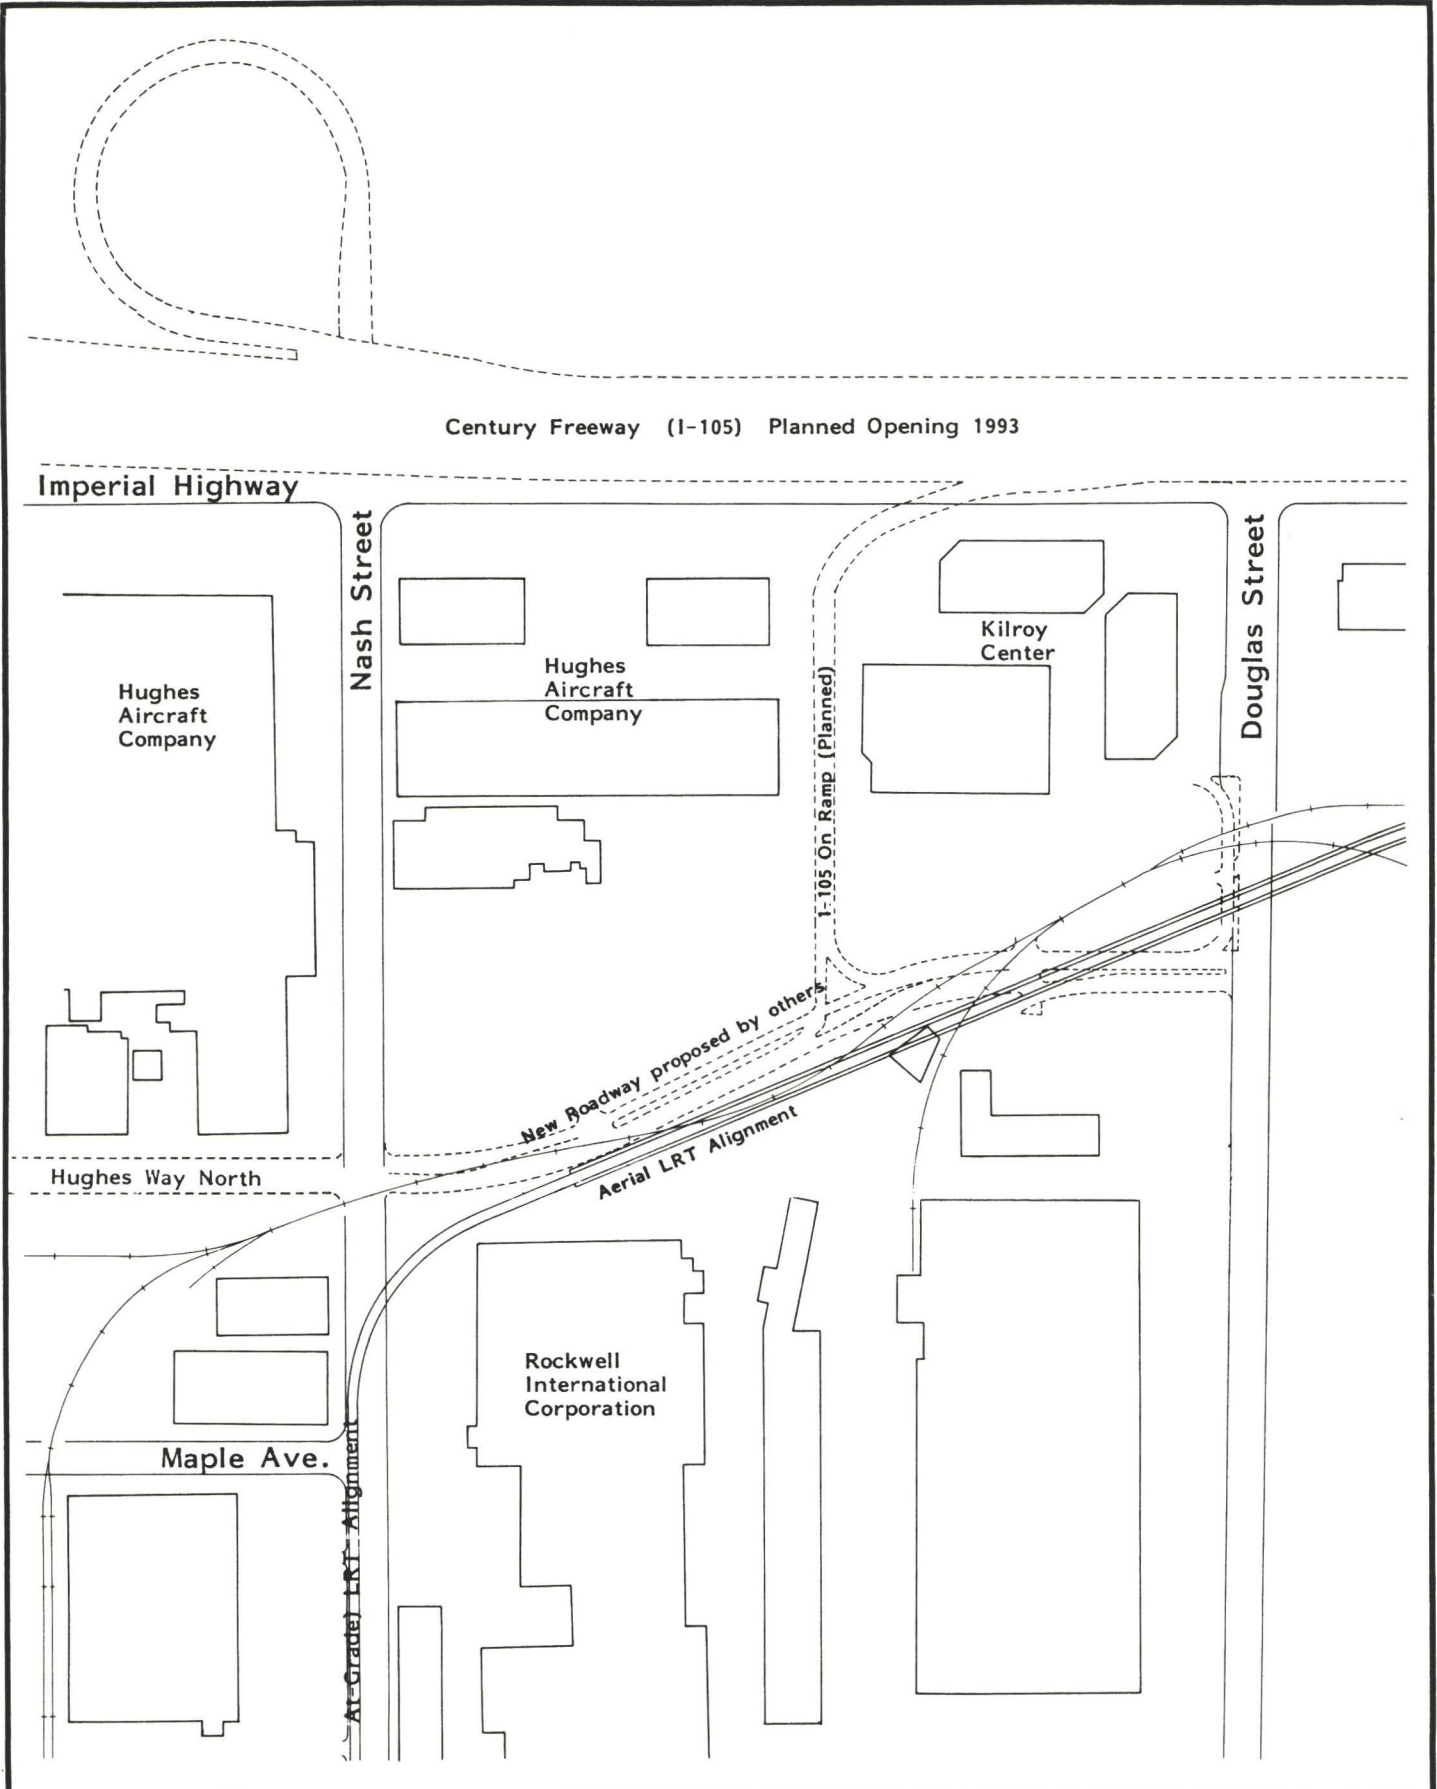 Century Freeway (I-105) Planned Opening 1993
Imperial Highway
Nash Street
Douglas Street
Kilroy
Center
Hughes
Aircraft
Company
Hughes
Aircraft
Company
I-105 On Ramp (Planned)
New Roadway proposed by others
Aerial LRT Alignment
Hughes Way North
Rockwell
International
Corporation
Maple Ave.
At-Grade) LRT Alignment